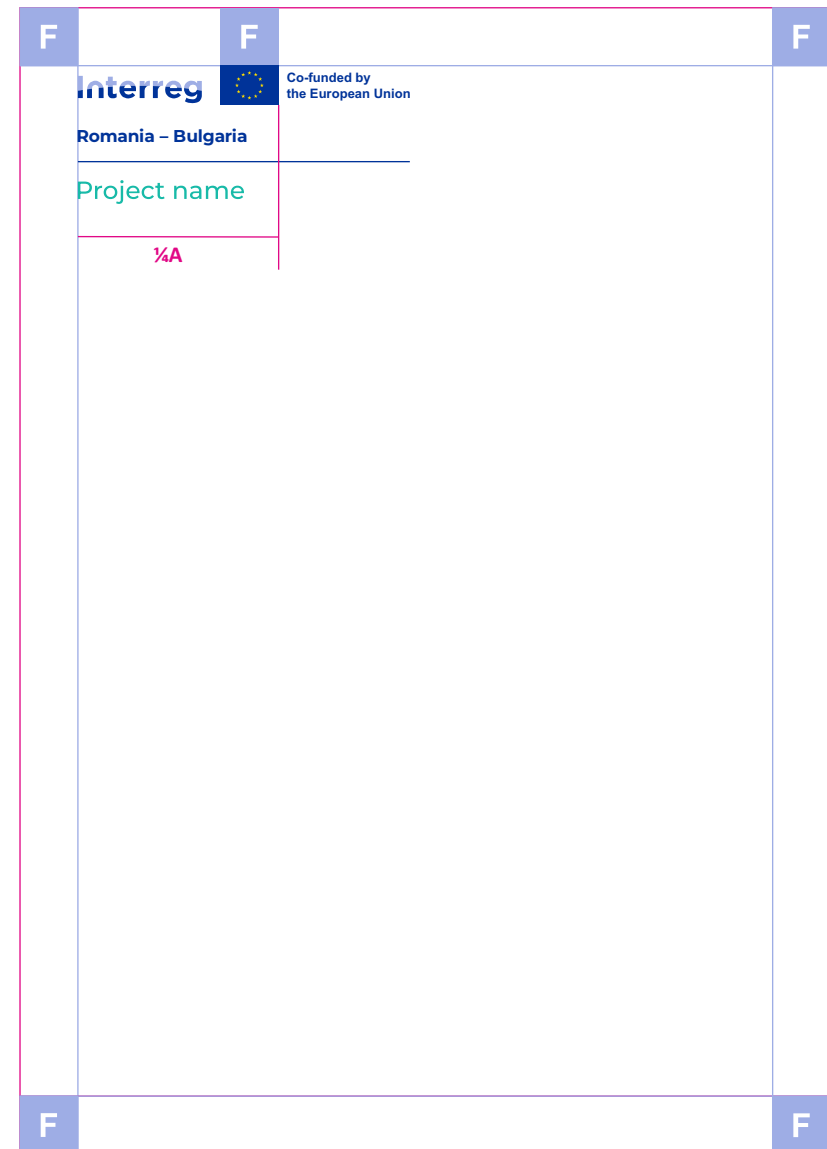 F F F
Interreg
Co-funded by
the European Union
Romania – Bulgaria
Project name
¼A
F F